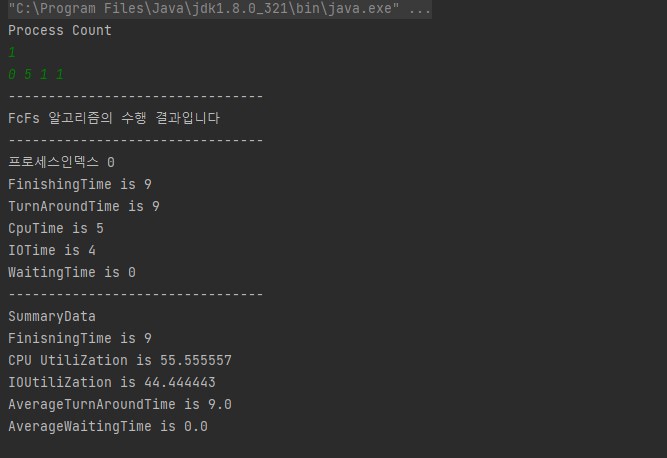 "C:\Program Files\Java\jdk1.8.0_321\bin\java.exe" ...
Process Count
1
0 5 1 1
--------------------------------
FcFs 알고리즘의 수행 결과입니다
--------------------------------
프로세스인덱스 0
FinishingTime is 9
TurnAroundTime is 9
CpuTime is 5
IOTime is 4
WaitingTime is 0
--------------------------------
SummaryData
FinisningTime is 9
CPU UtiliZation is 55.555557
IOUtiliZation is 44.444443
AverageTurnAroundTime is 9.0
AverageWaitingTime is 0.0